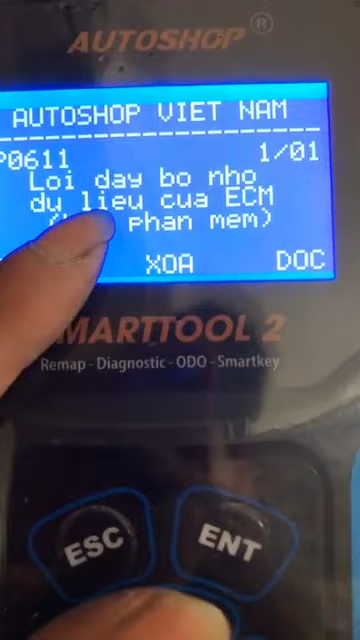 AUTOSHOP®
AUTOSHOP VIET NAM
P0611 1/01
Loi day bo nho
du lieu cua ECM
phan mem)
XOA DOC
SMARTTOOL 2
Remap - Diagnostic - ODO - Smartkey
ESC ENT